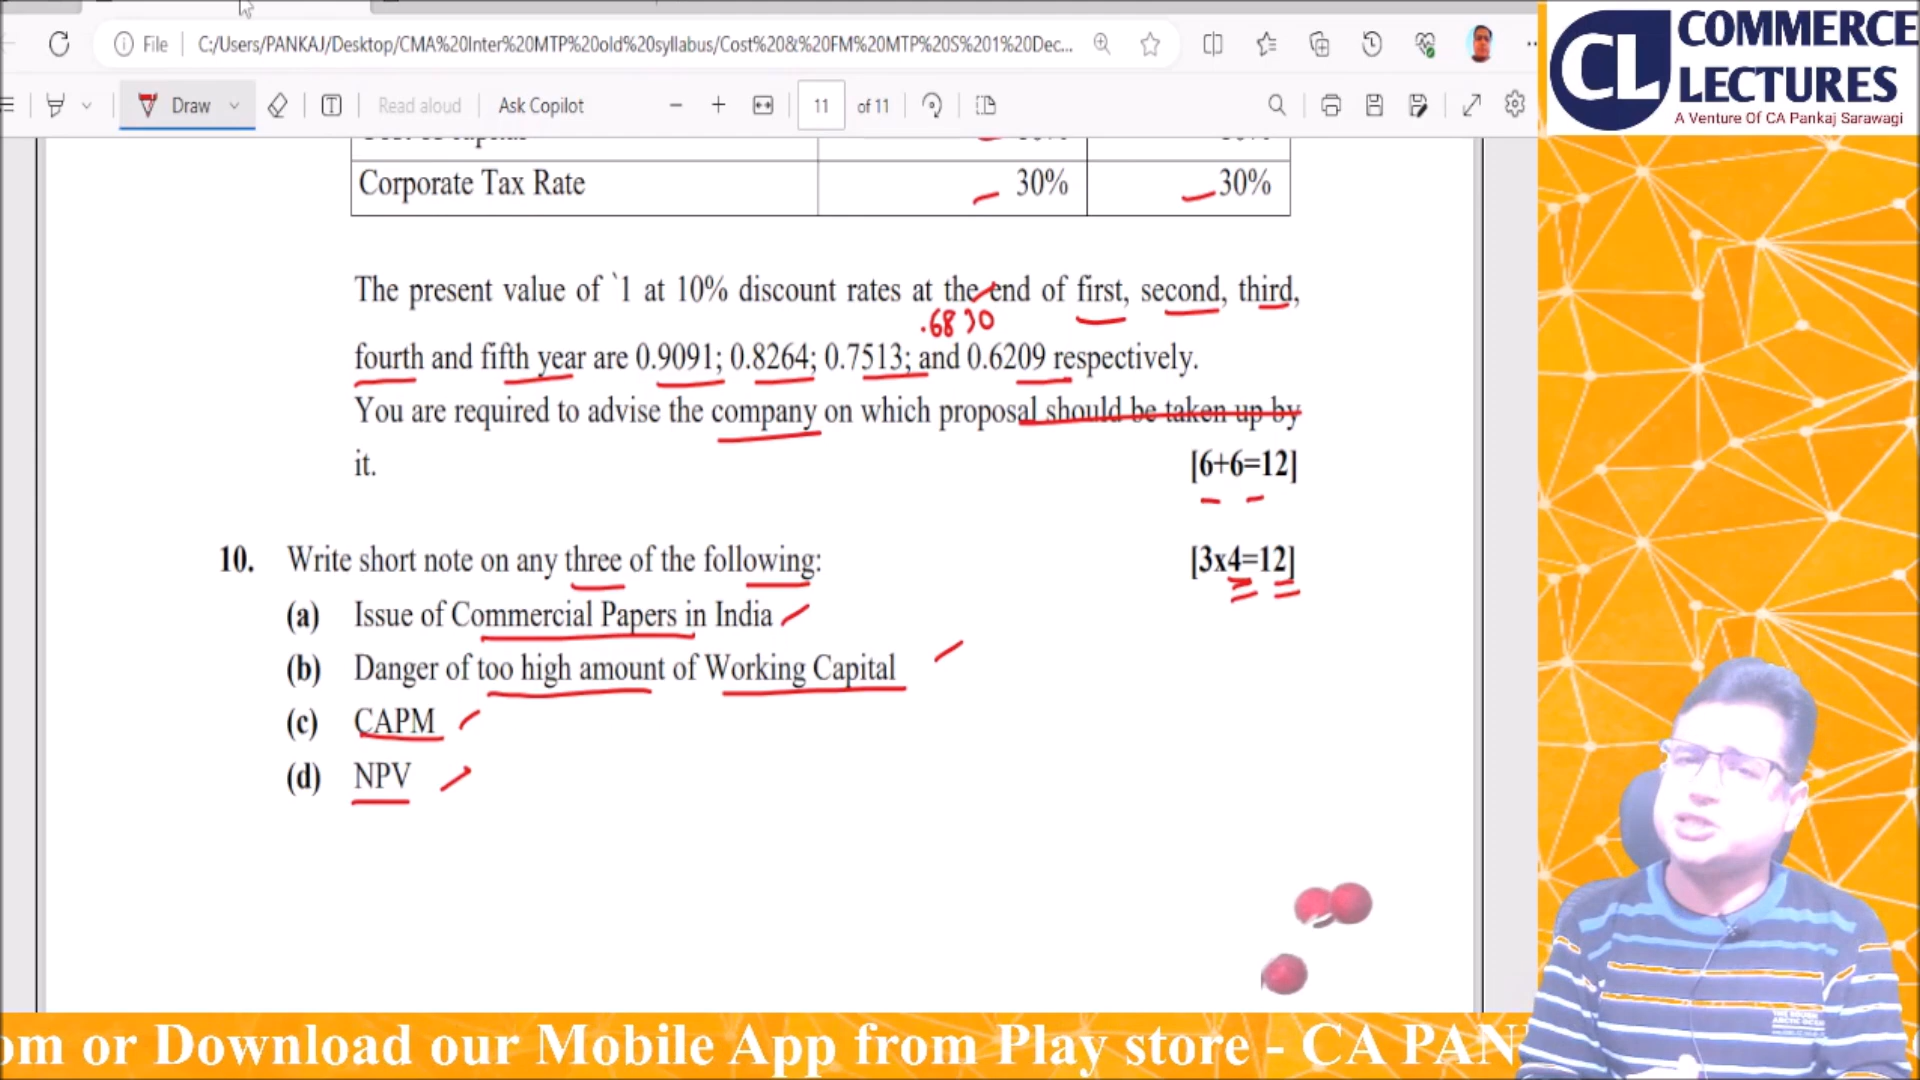 File C:/Users/PANKAJ/Desktop/CMA%20Inter%20MTP%20old%20syllabus/Cost%20&%20FM%20MTP%20S%201%20Dec...
Draw Read aloud Ask Copilot 11 of 11
CL COMMERCE
LECTURES
A Venture Of CA Pankaj Sarawagi
Corporate Tax Rate 30% 30%
The present value of `1 at 10% discount rates at the end of first, second, third,
.6830
fourth and fifth year are 0.9091; 0.8264; 0.7513; and 0.6209 respectively.
You are required to advise the company on which proposal should be taken up by
it. [6+6=12]
10. Write short note on any three of the following: [3x4=12]
(a) Issue of Commercial Papers in India
(b) Danger of too high amount of Working Capital
(c) CAPM
(d) NPV
om or Download our Mobile App from Play store - CA PAN